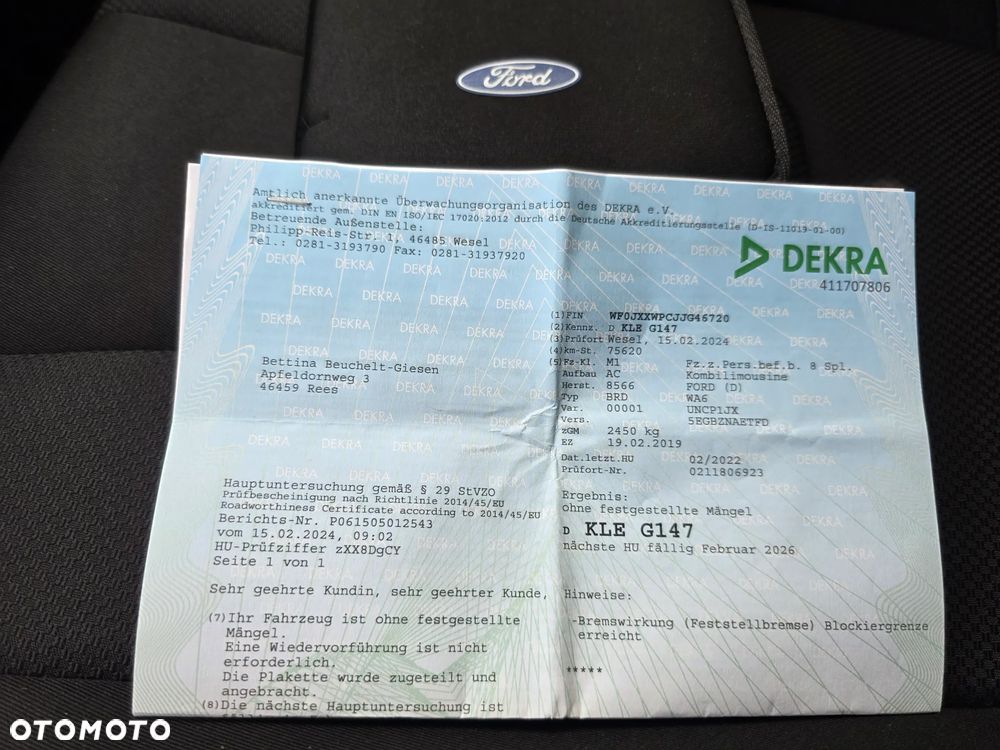 Ford
Amtlich anerkannte Überwachungsorganisation des DEKRA e.V.
akkreditiert gem. DIN EN ISO/IEC 17020:2012 durch die Deutsche Akkreditierungsstelle (D-IS-11019-01-00)
Betreuende Außenstelle:
Philipp-Reis-Str. 1, 46485 Wesel
Tel.: 0281-3193790 Fax: 0281-31937920
DEKRA
411707806
Bettina Beuchelt-Giesen
Apfeldornweg 3
46459 Rees
(1) FIN WF0JXXWPCJJG46720
(2) Kennz. D KLE G147
(3) Prüfort Wesel, 15.02.2024
(4) km-St. 75620
(5) Fz-Kl. M1 Fz.z.Pers.bef.b. 8 Spl.
Aufbau AC Kombilimousine
Herst. 8566 FORD (D)
Typ BRD WA6
Var. 00001 UNCP1JX
Vers. 5EGBZNAETFD
zGM 2450 kg
EZ 19.02.2019
Dat.letzt.HU 02/2022
Prüfort-Nr. 0211806923
Hauptuntersuchung gemäß § 29 StVZO
Prüfbescheinigung nach Richtlinie 2014/45/EU
Roadworthiness Certificate according to 2014/45/EU
Berichts-Nr. P061505012543
vom 15.02.2024, 09:02
HU-Prüfziffer zXX8DgCY
Seite 1 von 1
Ergebnis:
ohne festgestellte Mängel
D KLE G147
nächste HU fällig Februar 2026
Sehr geehrte Kundin, sehr geehrter Kunde,
(7) Ihr Fahrzeug ist ohne festgestellte
Mängel.
Eine Wiedervorführung ist nicht
erforderlich.
Die Plakette wurde zugeteilt und
angebracht.
(8) Die nächste Hauptuntersuchung ist
Hinweise:
-Bremswirkung (Feststellbremse) Blockiergrenze
erreicht
*****
OTOMOTO